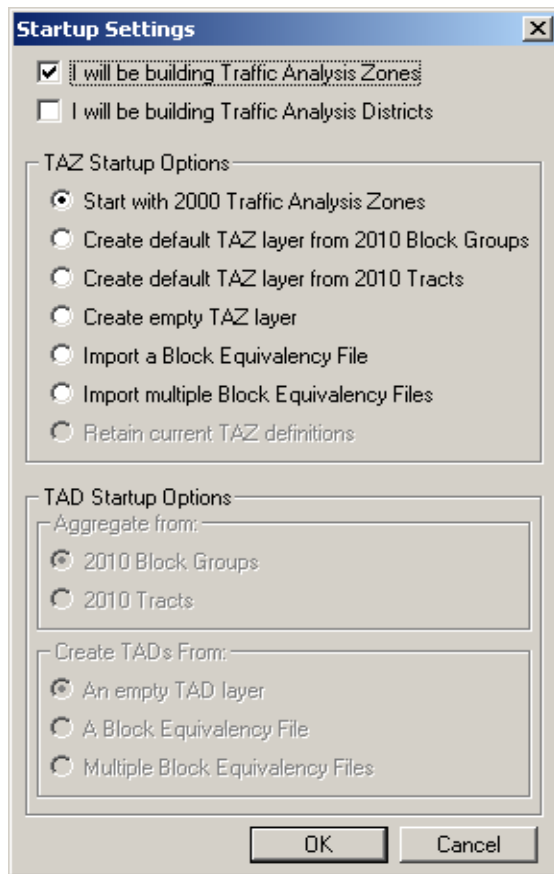 Startup Settings
I will be building Traffic Analysis Zones
I will be building Traffic Analysis Districts
TAZ Startup Options
Start with 2000 Traffic Analysis Zones
Create default TAZ layer from 2010 Block Groups
Create default TAZ layer from 2010 Tracts
Create empty TAZ layer
Import a Block Equivalency File
Import multiple Block Equivalency Files
Retain current TAZ definitions
TAD Startup Options
Aggregate from:
2010 Block Groups
2010 Tracts
Create TADs From:
An empty TAD layer
A Block Equivalency File
Multiple Block Equivalency Files
OK Cancel